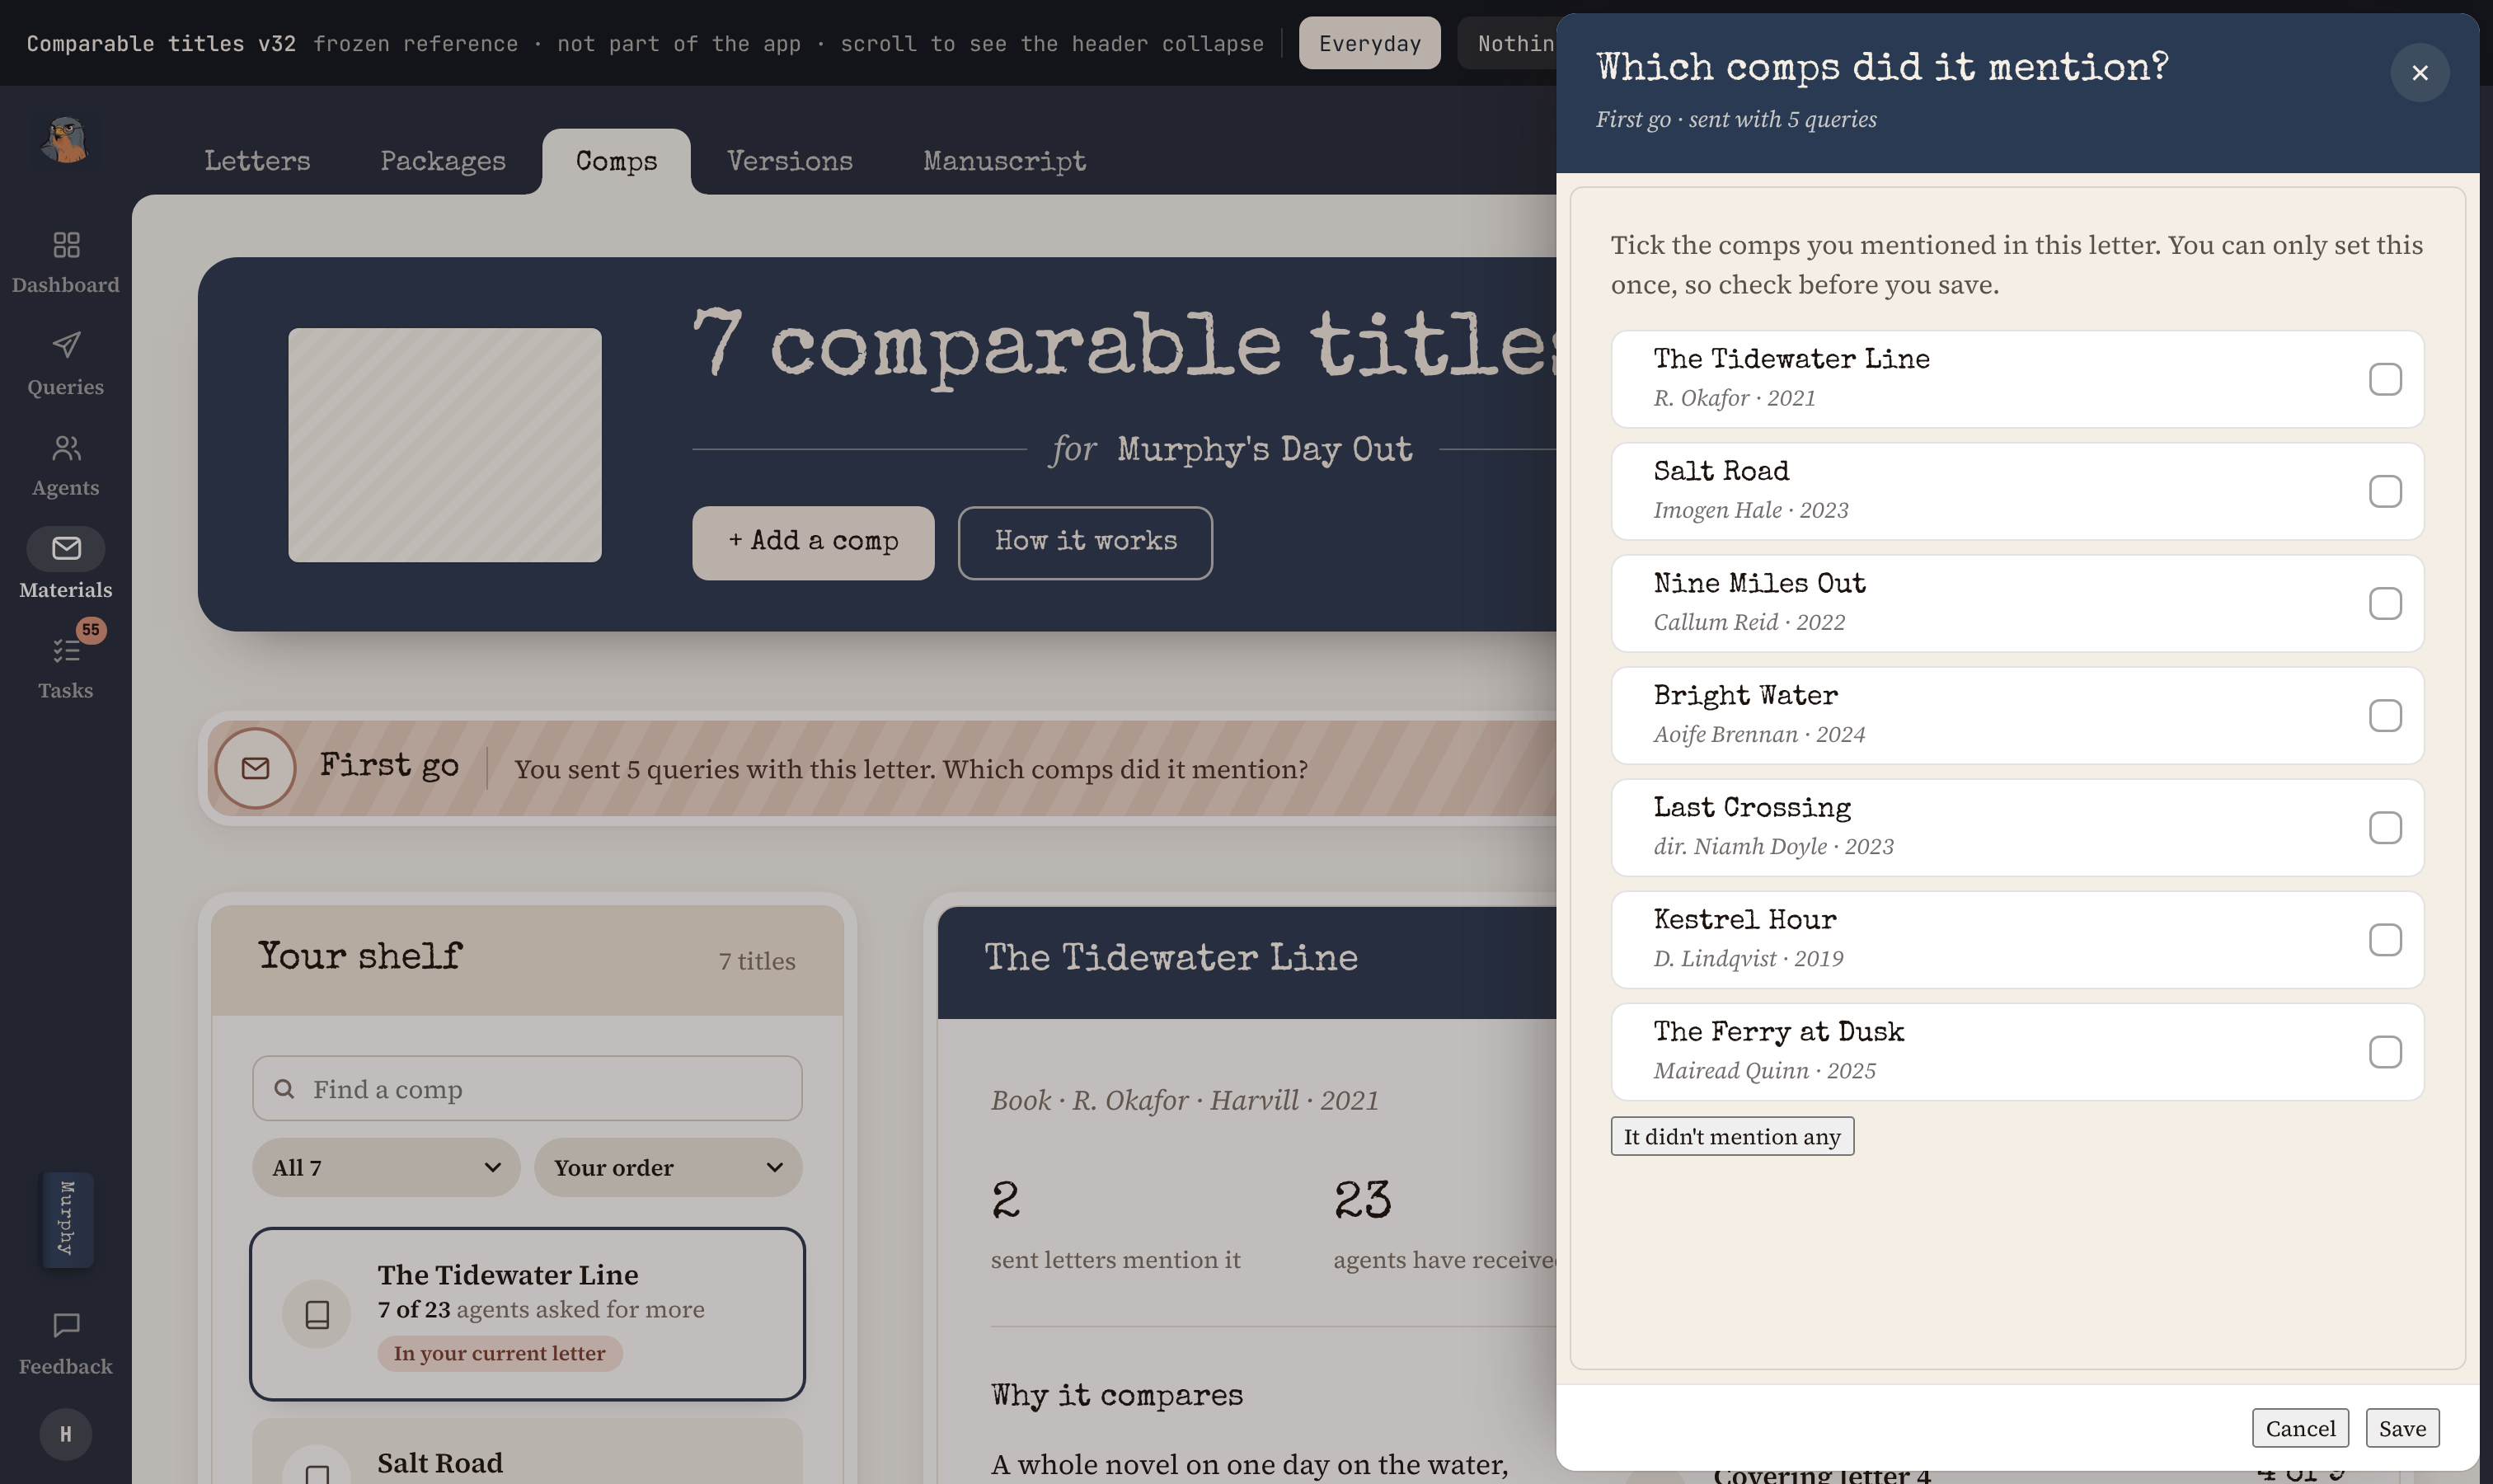 Comparable titles v32 frozen reference · not part of the app · scroll to see the header collapse
Everyday
Letters
Packages
Comps
Versions
Manuscript
Dashboard
Queries
Agents
Materials
55
Tasks
Murphy
Feedback
H
7 comparable titles
for Murphy's Day Out
+ Add a comp
How it works
First go
You sent 5 queries with this letter. Which comps did it mention?
Your shelf
7 titles
Find a comp
All 7
Your order
The Tidewater Line
7 of 23 agents asked for more
In your current letter
Salt Road
The Tidewater Line
Book · R. Okafor · Harvill · 2021
2
sent letters mention it
23
agents have
Why it compares
A whole novel on one day on the water,
Covering letter 4
4 of 9
Which comps did it mention?
First go · sent with 5 queries
Tick the comps you mentioned in this letter. You can only set this
once, so check before you save.
The Tidewater Line
R. Okafor · 2021
Salt Road
Imogen Hale · 2023
Nine Miles Out
Callum Reid · 2022
Bright Water
Aoife Brennan · 2024
Last Crossing
dir. Niamh Doyle · 2023
Kestrel Hour
D. Lindqvist · 2019
The Ferry at Dusk
Mairead Quinn · 2025
It didn't mention any
Cancel
Save